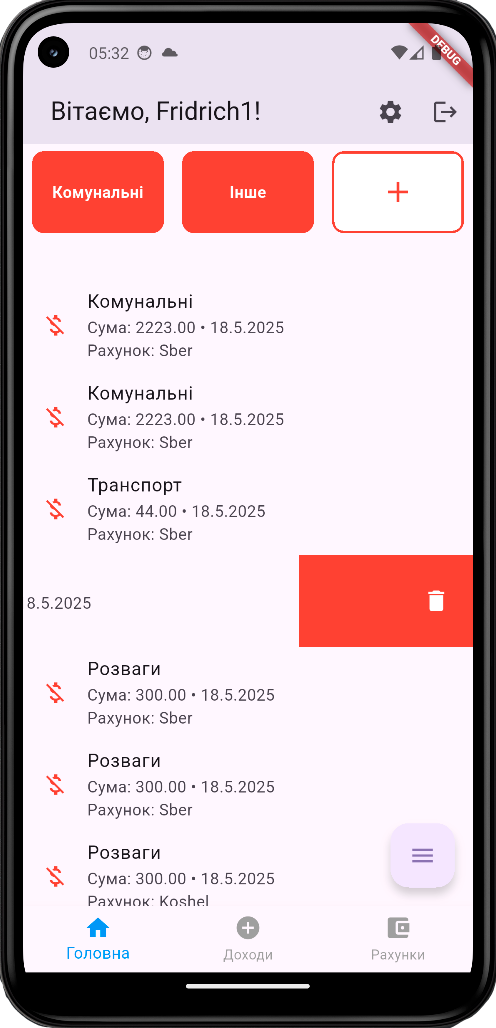 05:32
DEBUG
Вітаємо, Fridrich1!
Комунальні
Інше
Комунальні
Сума: 2223.00 • 18.5.2025
Рахунок: Sber
Комунальні
Сума: 2223.00 • 18.5.2025
Рахунок: Sber
Транспорт
Сума: 44.00 • 18.5.2025
Рахунок: Sber
8.5.2025
Розваги
Сума: 300.00 • 18.5.2025
Рахунок: Sber
Розваги
Сума: 300.00 • 18.5.2025
Рахунок: Sber
Розваги
Сума: 300.00 • 18.5.2025
Рахунок: Koshel
Головна
Доходи
Рахунки